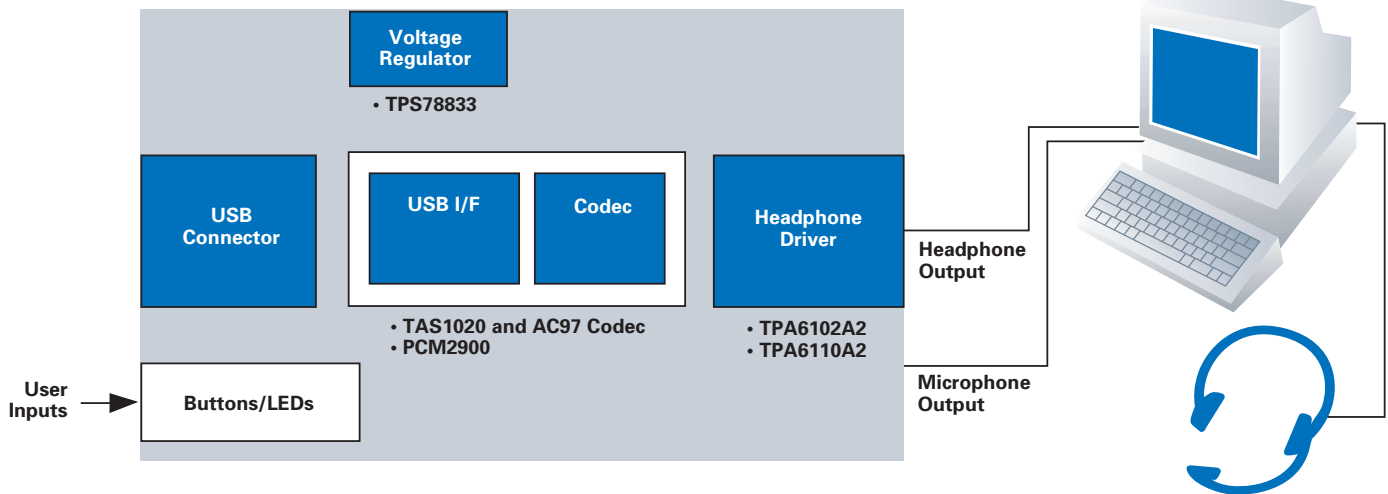 Voltage
Regulator
• TPS78833
USB
Connector
USB I/F
Codec
Headphone
Driver
Headphone
Output
• TAS1020 and AC97 Codec
• PCM2900
• TPA6102A2
• TPA6110A2
User
Inputs
Buttons/LEDs
Microphone
Output